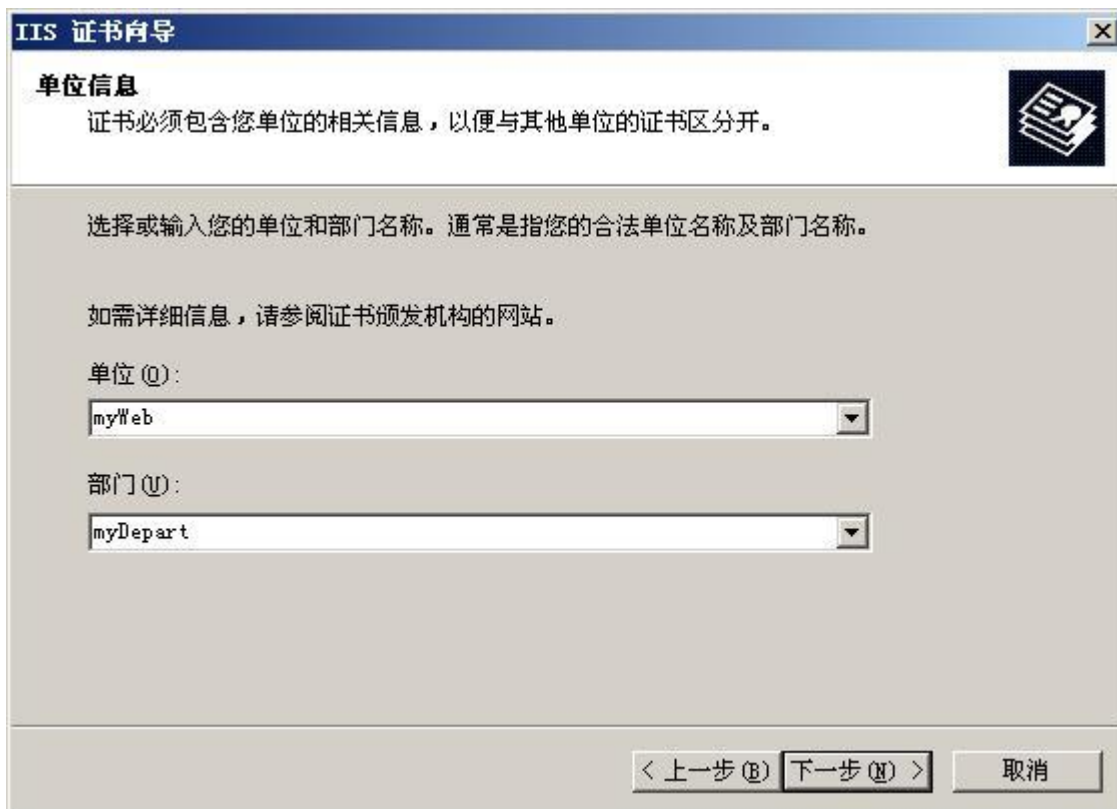 IIS 证书向导
单位信息
证书必须包含您单位的相关信息，以便与其他单位的证书区分开。
选择或输入您的单位和部门名称。通常是指您的合法单位名称及部门名称。
如需详细信息，请参阅证书颁发机构的网站。
单位(O):
myWeb
部门(U):
myDepart
< 上一步(B) 下一步(N) > 取消